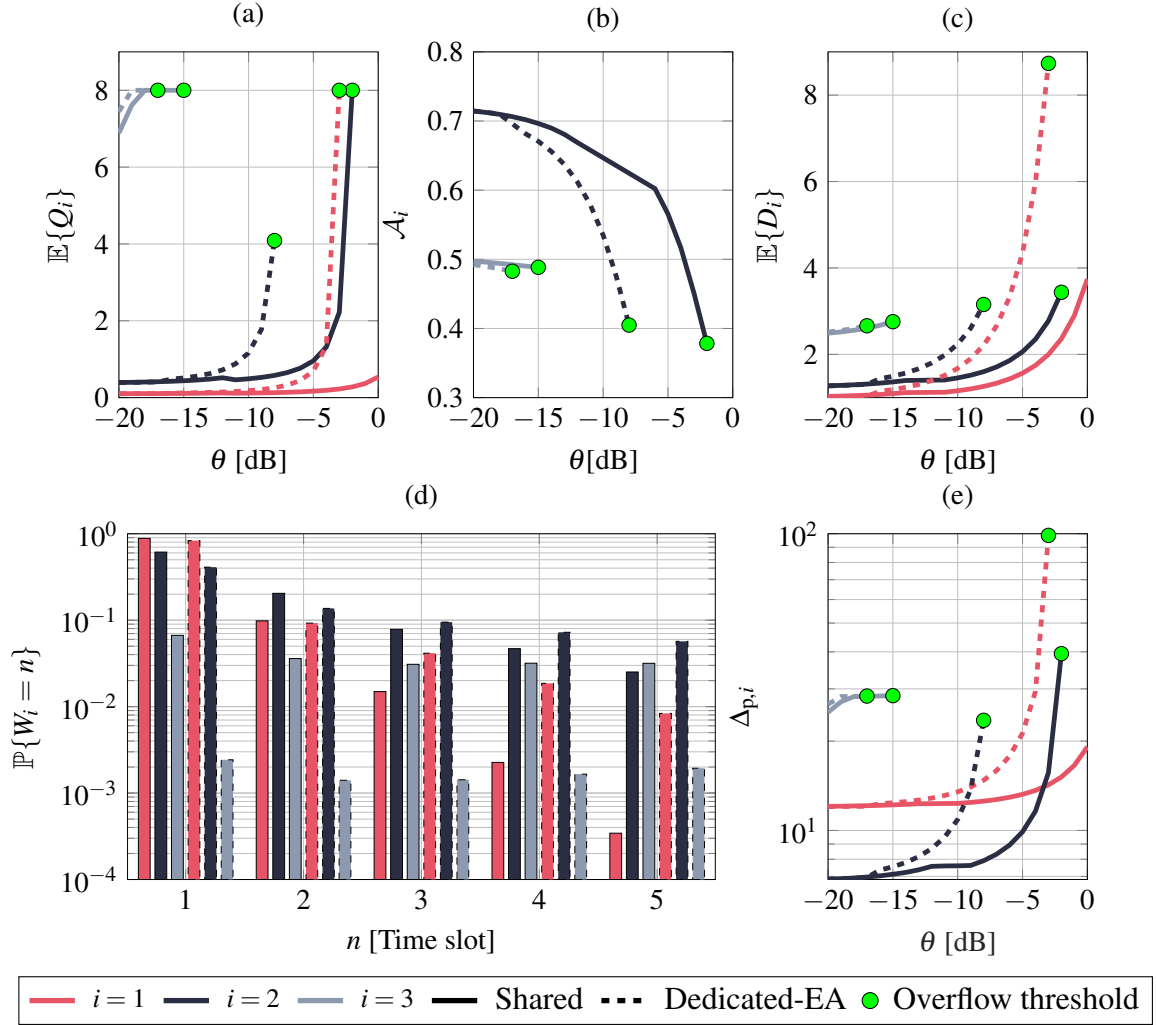 (a)
(b)
(c)
8
6
4
2
0
−20 −15 −10 −5 0
𝔼{Q_i}
θ [dB]
0.8
0.7
0.6
0.5
0.4
0.3
−20 −15 −10 −5 0
𝒜_i
θ[dB]
8
6
4
2
−20 −15 −10 −5 0
𝔼{D_i}
θ [dB]
(d)
(e)
10^0
10^−1
10^−2
10^−3
10^−4
1 2 3 4 5
ℙ{W_i = n}
n [Time slot]
10^2
10^1
−20 −15 −10 −5 0
Δ_{p,i}
θ [dB]
i = 1 i = 2 i = 3 Shared Dedicated-EA Overflow threshold